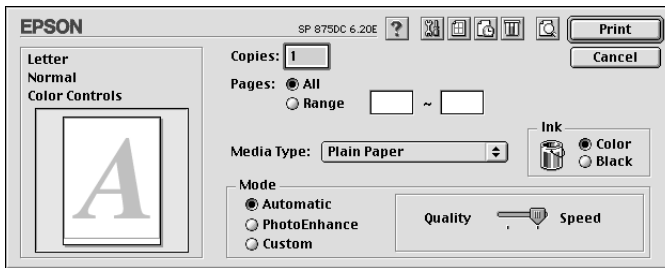 EPSON
SP 875DC 6.20E ? Print
Cancel
Letter
Normal
Color Controls
A
Copies: 1
Pages: All
Range ~
Media Type: Plain Paper
Ink
Color
Black
Mode
Automatic
PhotoEnhance
Custom
Quality Speed